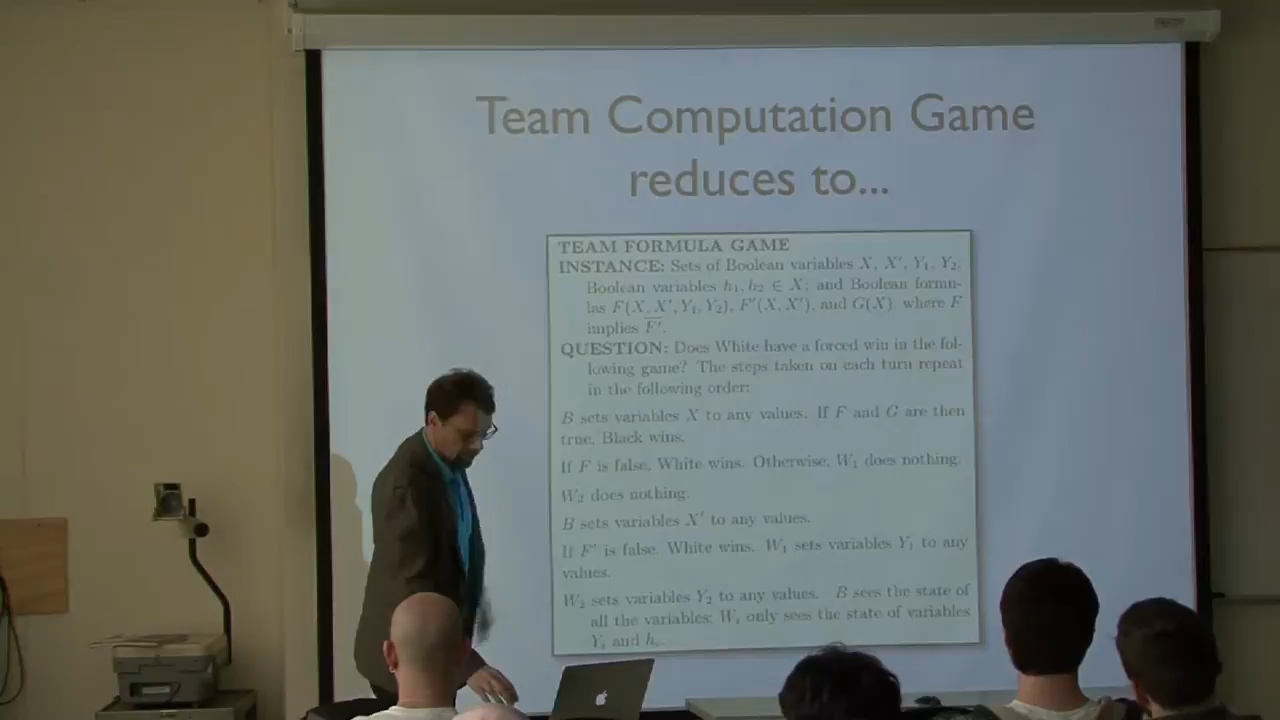 Team Computation Game
reduces to...
TEAM FORMULA GAME
INSTANCE: Sets of Boolean variables X, X′, Y₁, Y₂;
Boolean variables h₁, h₂ ∈ X; and Boolean formu-
las F(X, X′, Y₁, Y₂), F′(X, X′), and G(X) where F
implies F̅′.
QUESTION: Does White have a forced win in the fol-
lowing game? The steps taken on each turn repeat
in the following order:
B sets variables X to any values. If F and G are then
true, Black wins.
If F is false, White wins. Otherwise, W₁ does nothing.
W₂ does nothing.
B sets variables X′ to any values.
If F′ is false, White wins. W₁ sets variables Y₁ to any
values.
W₂ sets variables Y₂ to any values. B sees the state of
all the variables; Wᵢ only sees the state of variables
Yᵢ and hᵢ.